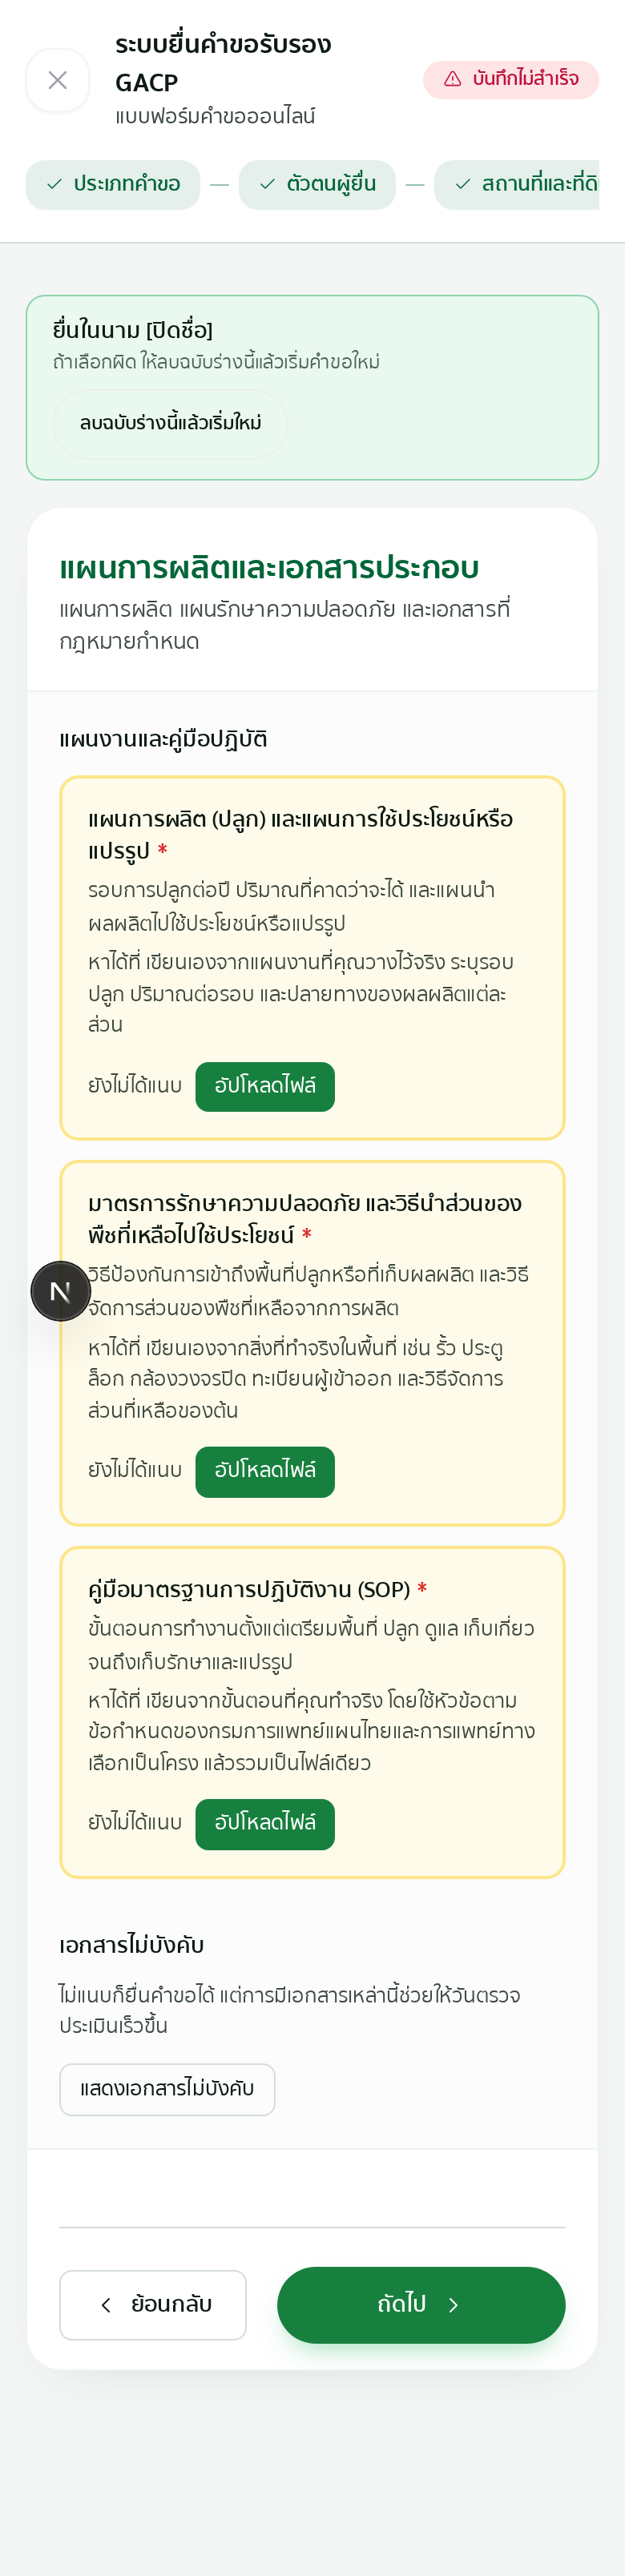 ระบบยื่นคำขอรับรอง
GACP
แบบฟอร์มคำขอออนไลน์
บันทึกไม่สำเร็จ
ประเภทคำขอ
ตัวตนผู้ยื่น
สถานที่และที่ดิ
ยื่นในนาม [ปิดชื่อ]
ถ้าเลือกผิด ให้ลบฉบับร่างนี้แล้วเริ่มคำขอใหม่
ลบฉบับร่างนี้แล้วเริ่มใหม่
แผนการผลิตและเอกสารประกอบ
แผนการผลิต แผนรักษาความปลอดภัย และเอกสารที่
กฎหมายกำหนด
แผนงานและคู่มือปฏิบัติ
แผนการผลิต (ปลูก) และแผนการใช้ประโยชน์หรือ
แปรรูป *
รอบการปลูกต่อปี ปริมาณที่คาดว่าจะได้ และแผนนำ
ผลผลิตไปใช้ประโยชน์หรือแปรรูป
หาได้ที่ เขียนเองจากแผนงานที่คุณวางไว้จริง ระบุรอบ
ปลูก ปริมาณต่อรอบ และปลายทางของผลผลิตแต่ละ
ส่วน
ยังไม่ได้แนบ
อัปโหลดไฟล์
มาตรการรักษาความปลอดภัย และวิธีนำส่วนของ
พืชที่เหลือไปใช้ประโยชน์ *
วิธีป้องกันการเข้าถึงพื้นที่ปลูกหรือที่เก็บผลผลิต และวิธี
จัดการส่วนของพืชที่เหลือจากการผลิต
หาได้ที่ เขียนเองจากสิ่งที่ทำจริงในพื้นที่ เช่น รั้ว ประตู
ล็อก กล้องวงจรปิด ทะเบียนผู้เข้าออก และวิธีจัดการ
ส่วนที่เหลือของต้น
ยังไม่ได้แนบ
อัปโหลดไฟล์
คู่มือมาตรฐานการปฏิบัติงาน (SOP) *
ขั้นตอนการทำงานตั้งแต่เตรียมพื้นที่ ปลูก ดูแล เก็บเกี่ยว
จนถึงเก็บรักษาและแปรรูป
หาได้ที่ เขียนจากขั้นตอนที่คุณทำจริง โดยใช้หัวข้อตาม
ข้อกำหนดของกรมการแพทย์แผนไทยและการแพทย์ทาง
เลือกเป็นโครง แล้วรวมเป็นไฟล์เดียว
ยังไม่ได้แนบ
อัปโหลดไฟล์
เอกสารไม่บังคับ
ไม่แนบก็ยื่นคำขอได้ แต่การมีเอกสารเหล่านี้ช่วยให้วันตรวจ
ประเมินเร็วขึ้น
แสดงเอกสารไม่บังคับ
ย้อนกลับ
ถัดไป